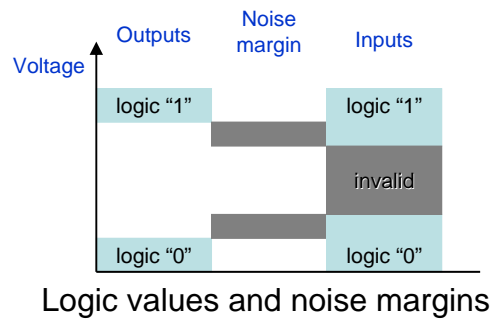 Outputs
Noise
margin
Inputs
Voltage
logic “1”
logic “1”
invalid
logic “0”
logic “0”
Logic values and noise margins